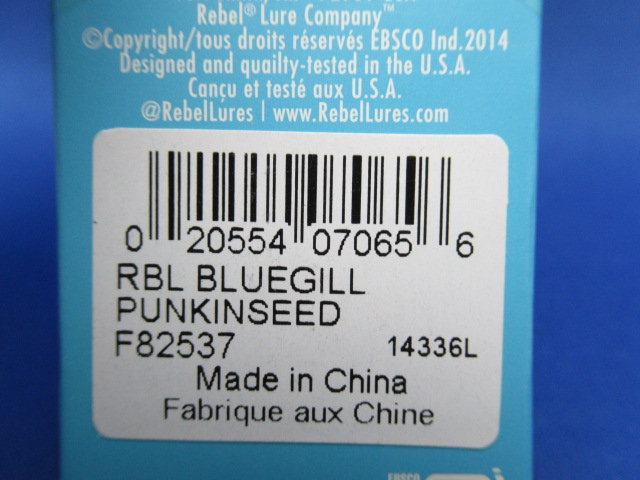 Rebel® Lure Company™
©Copyright/tous droits réservés EBSCO Ind.2014
Designed and quailty-tested in the U.S.A.
Cançu et testé aux U.S.A.
@RebelLures | www.RebelLures.com
0 20554 07065 6
RBL BLUEGILL
PUNKINSEED
F82537 14336L
Made in China
Fabrique aux Chine
EBSCO